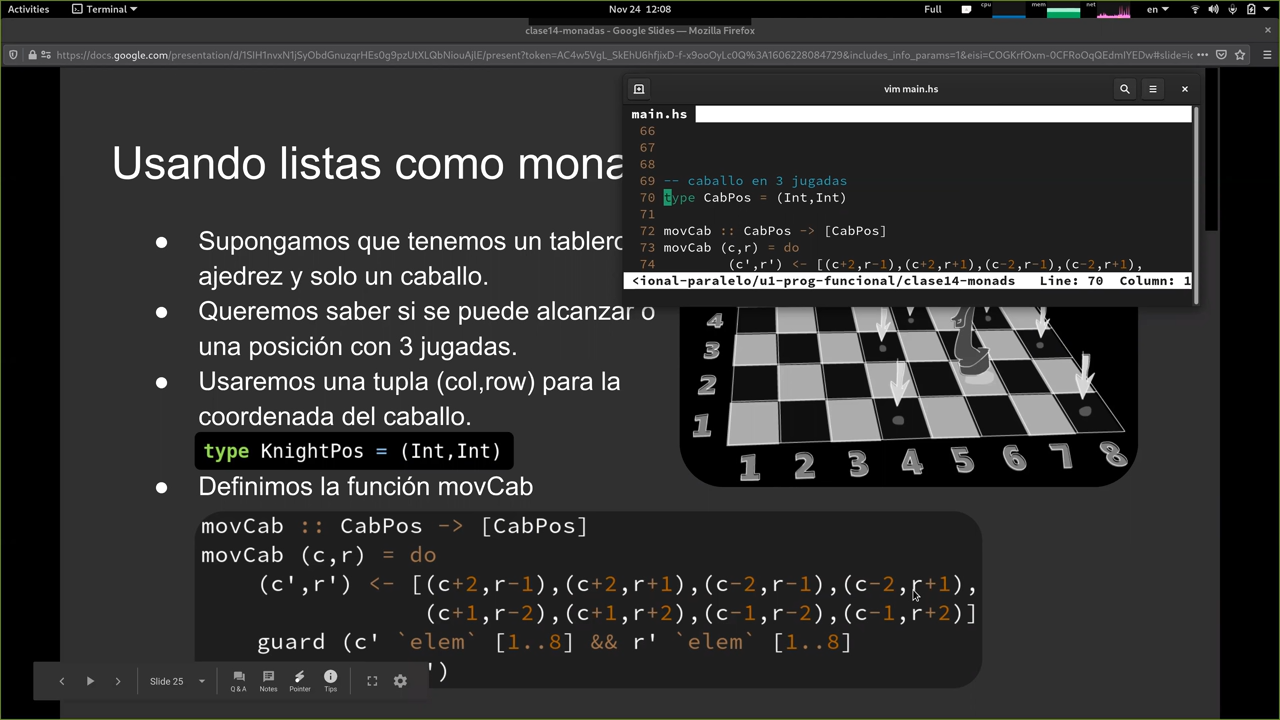 Activities
Terminal
Nov 24 12:08
Full
cpu
mem
net
en
clase14-monadas - Google Slides — Mozilla Firefox
Usando listas como mona
● Supongamos que tenemos un tablero
ajedrez y solo un caballo.
● Queremos saber si se puede alcanzar o
una posición con 3 jugadas.
● Usaremos una tupla (col,row) para la
coordenada del caballo.
type KnightPos = (Int,Int)
● Definimos la función movCab
movCab :: CabPos -> [CabPos]
movCab (c,r) = do
(c',r') <- [(c+2,r-1),(c+2,r+1),(c-2,r-1),(c-2,r+1),
(c+1,r-2),(c+1,r+2),(c-1,r-2),(c-1,r+2)]
guard (c' `elem` [1..8] && r' `elem` [1..8]
')
vim main.hs
main.hs
66
67
68
69 -- caballo en 3 jugadas
70 type CabPos = (Int,Int)
71
72 movCab :: CabPos -> [CabPos]
73 movCab (c,r) = do
74 (c',r') <- [(c+2,r-1),(c+2,r+1),(c-2,r-1),(c-2,r+1),
<ional-paralelo/u1-prog-funcional/clase14-monads Line: 70 Column: 1
4
3
2
1
1 2 3 4 5 6 7 8
Slide 25
Q & A
Notes
Pointer
Tips